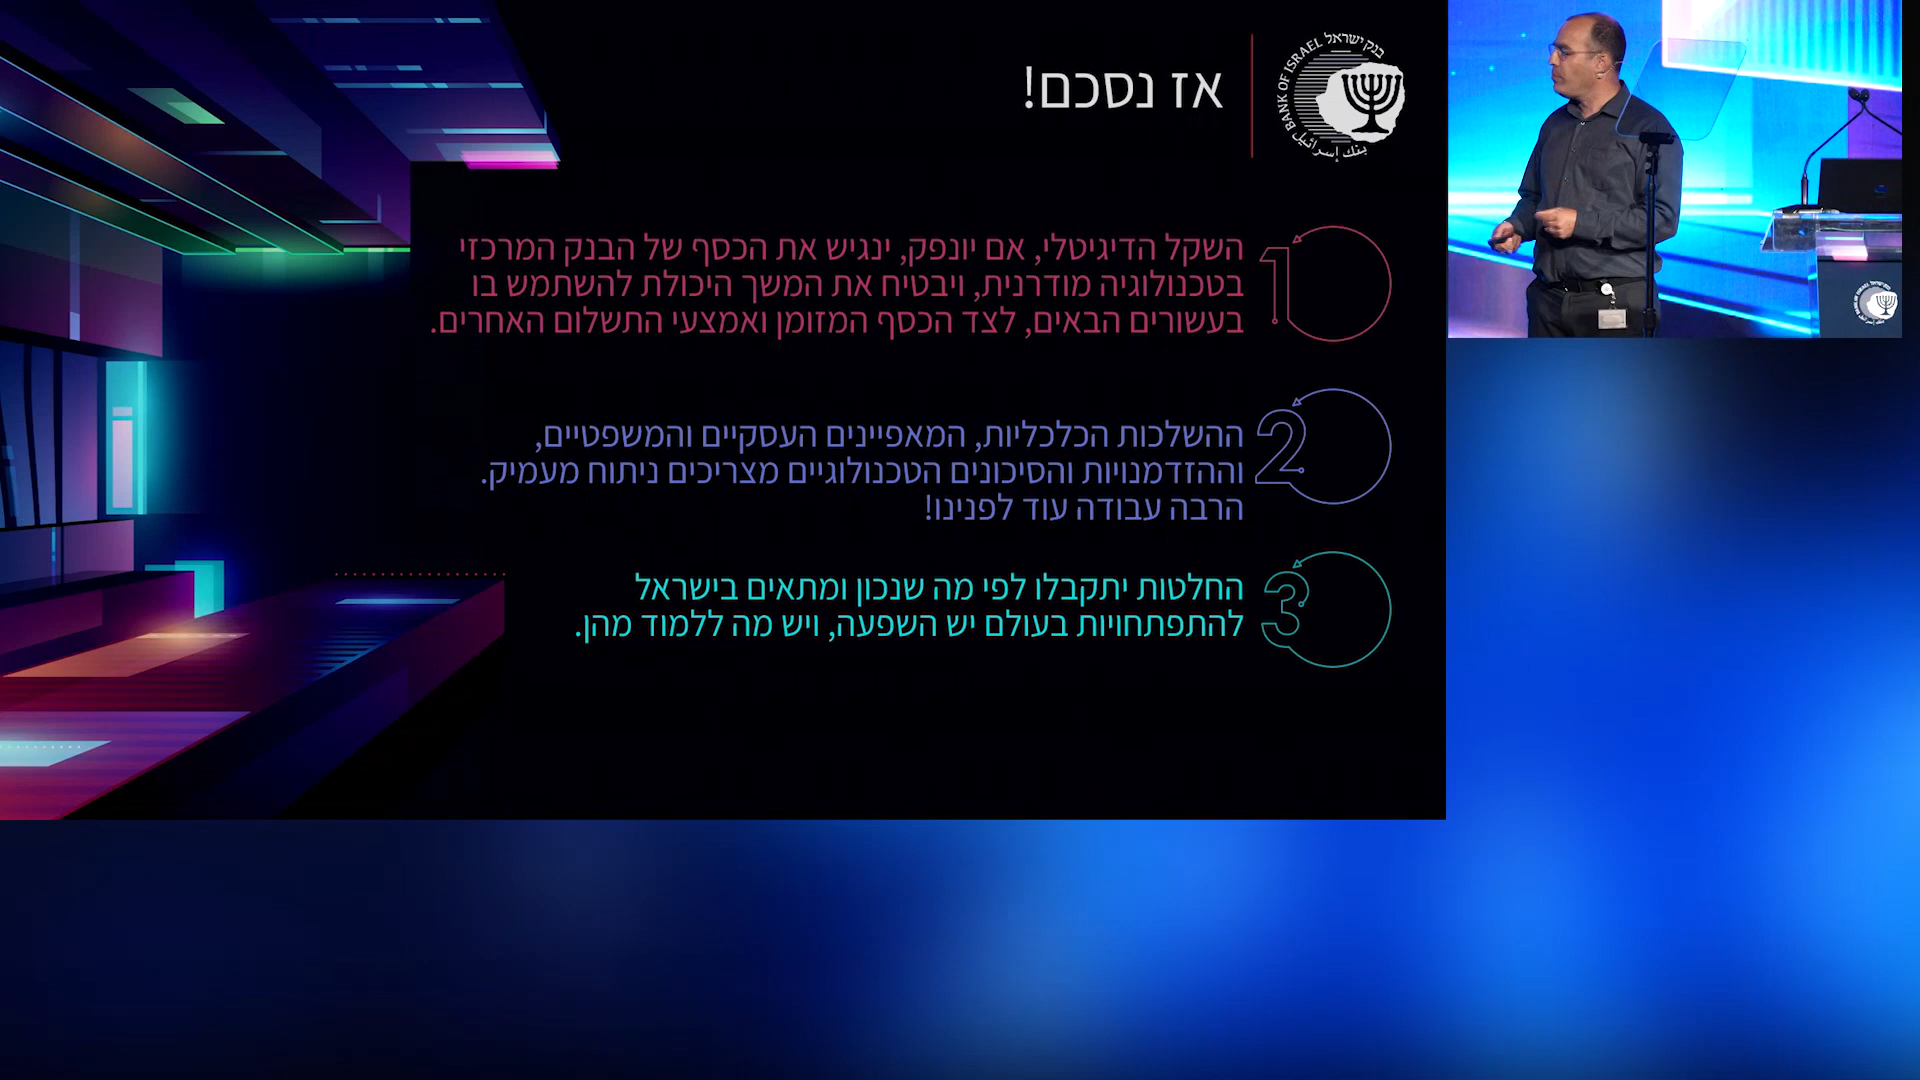 אז נסכם!
בנק ישראל
BANK OF ISRAEL
بنك إسرائيل
1
השקל הדיגיטלי, אם יונפק, ינגיש את הכסף של הבנק המרכזי
בטכנולוגיה מודרנית, ויבטיח את המשך היכולת להשתמש בו
בעשורים הבאים, לצד הכסף המזומן ואמצעי התשלום האחרים.
2
ההשלכות הכלכליות, המאפיינים העסקיים והמשפטיים,
וההזדמנויות והסיכונים הטכנולוגיים מצריכים ניתוח מעמיק.
הרבה עבודה עוד לפנינו!
3
החלטות יתקבלו לפי מה שנכון ומתאים בישראל
להתפתחויות בעולם יש השפעה, ויש מה ללמוד מהן.